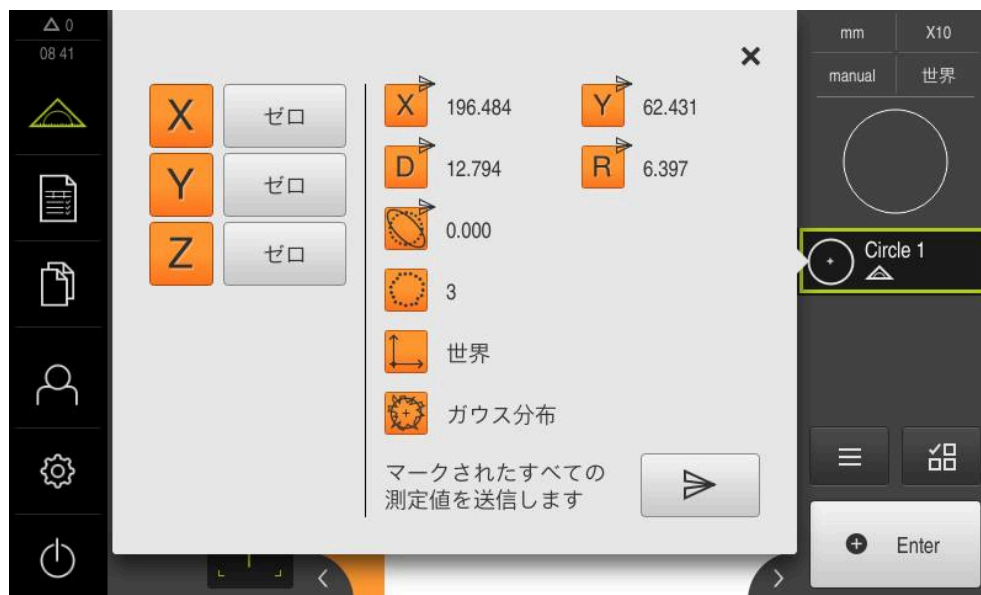 0
08 41
X ゼロ
Y ゼロ
Z ゼロ
X 196.484 Y 62.431
D 12.794 R 6.397
0.000
3
世界
ガウス分布
マークされたすべての
測定値を送信します
mm X10
manual 世界
Circle 1
Enter